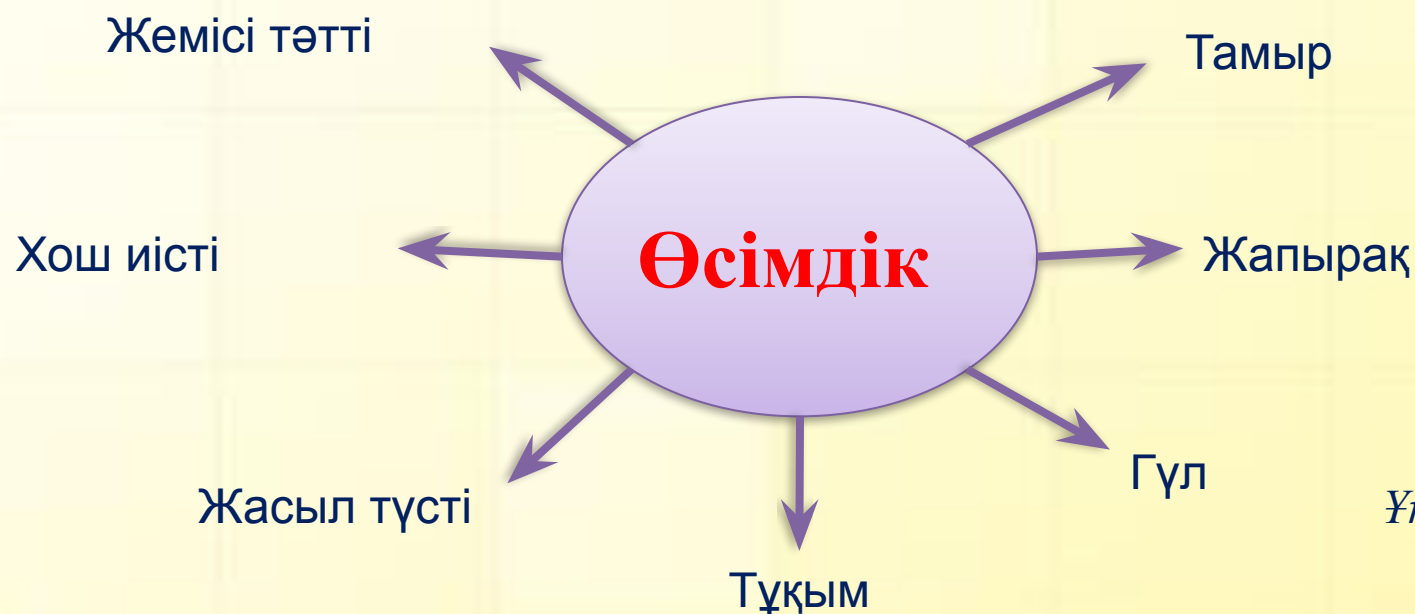 Жемісі тәтті
Тамыр
Хош иісті
Өсімдік
Жапырақ
Жасыл түсті
Гүл
Тұқым